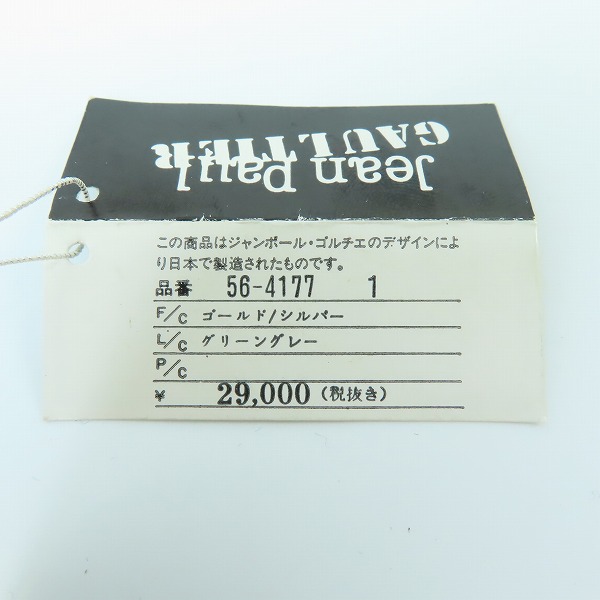 Jean Paul
GAULTIER
この商品はジャンポール・ゴルチエのデザインによ
り日本で製造されたものです。
品番 56-4177 1
F/C ゴールド/シルバー
L/C グリーングレー
P/C
¥ 29,000 (税抜き)